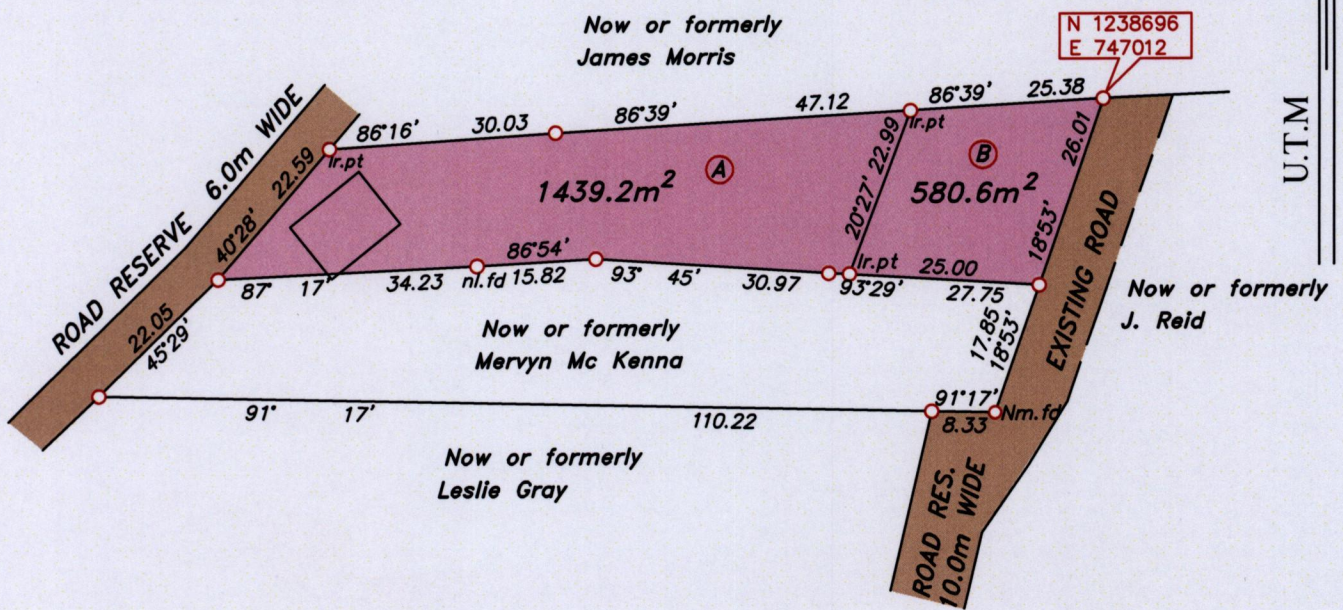 Now or formerly
James Morris
N 1238696
E 747012
U.T.M
ROAD RESERVE 6.0m WIDE
86°16' 30.03 86°39' 47.12 86°39' 25.38
Ir.pt
Ir.pt
22.59
40°28'
A
1439.2m²
20°27' 22.99
B
580.6m²
26.01
18°53'
EXISTING ROAD
87° 17' 34.23 nl.fd 86°54' 15.82 93° 45' 30.97 93°29' Ir.pt 25.00 27.75
22.05
45°29'
Now or formerly
Mervyn Mc Kenna
17.85
18°53'
Now or formerly
J. Reid
91° 17' 110.22
91°17'
8.33
Nm.fd
Now or formerly
Leslie Gray
ROAD RES.
10.0m WIDE